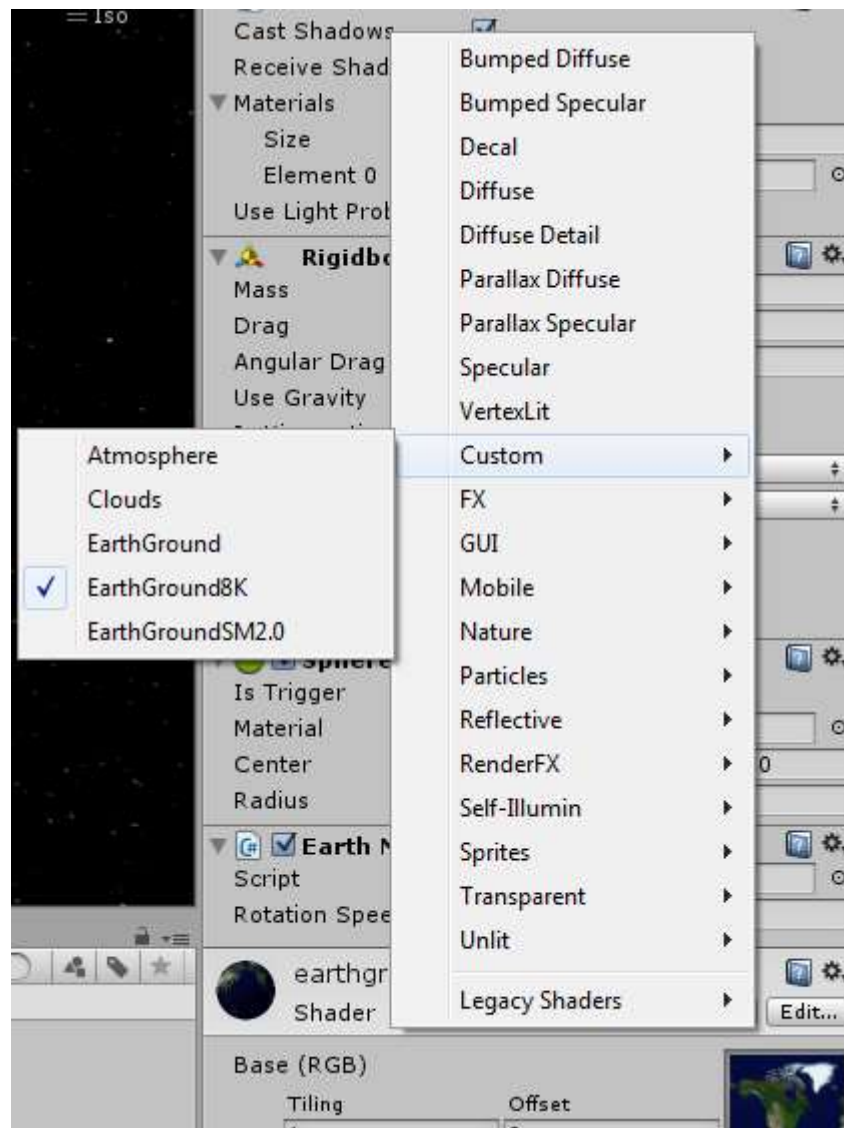 Iso
Cast Shadows
Receive Shad
Materials
Size
Element 0
Use Light Prob
Rigidbo
Mass
Drag
Angular Drag
Use Gravity
Bumped Diffuse
Bumped Specular
Decal
Diffuse
Diffuse Detail
Parallax Diffuse
Parallax Specular
Specular
VertexLit
Custom
FX
GUI
Mobile
Nature
Particles
Reflective
RenderFX
Self-Illumin
Sprites
Transparent
Unlit
Legacy Shaders
Atmosphere
Clouds
EarthGround
EarthGround8K
EarthGroundSM2.0
Sphere
Is Trigger
Material
Center
0
Radius
Earth M
Script
Rotation Spee
earthgr
Shader
Edit...
Base (RGB)
Tiling
Offset